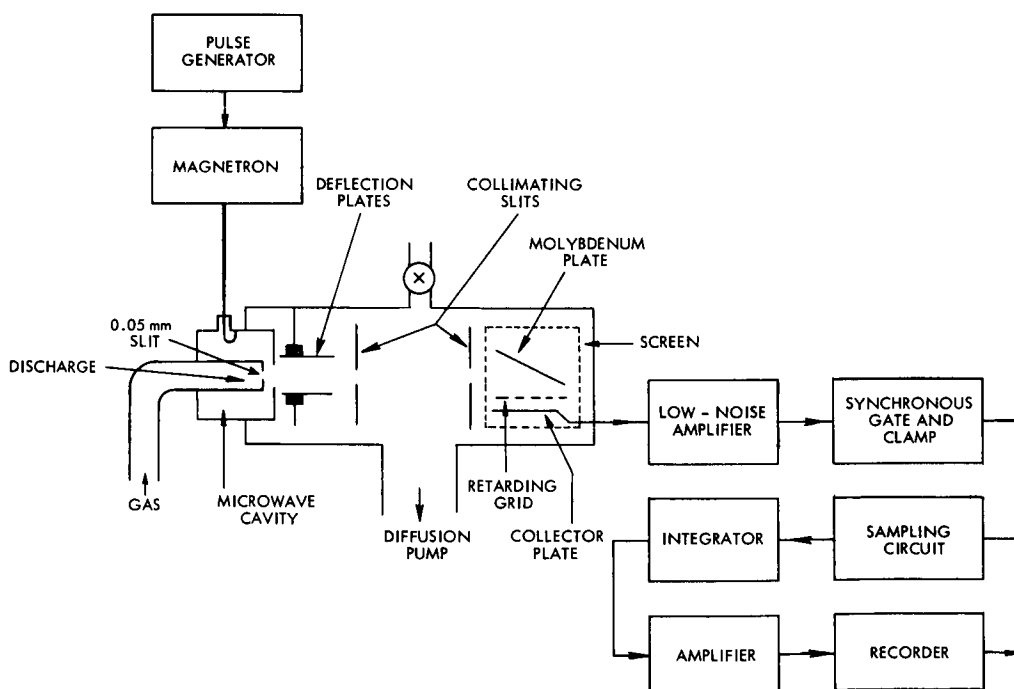 PULSE
GENERATOR
MAGNETRON
DEFLECTION
PLATES
COLLIMATING
SLITS
MOLYBDENUM
PLATE
0.05 mm
SLIT
DISCHARGE
SCREEN
GAS
MICROWAVE
CAVITY
DIFFUSION
PUMP
RETARDING
GRID
COLLECTOR
PLATE
LOW – NOISE
AMPLIFIER
SYNCHRONOUS
GATE AND
CLAMP
INTEGRATOR
SAMPLING
CIRCUIT
AMPLIFIER
RECORDER